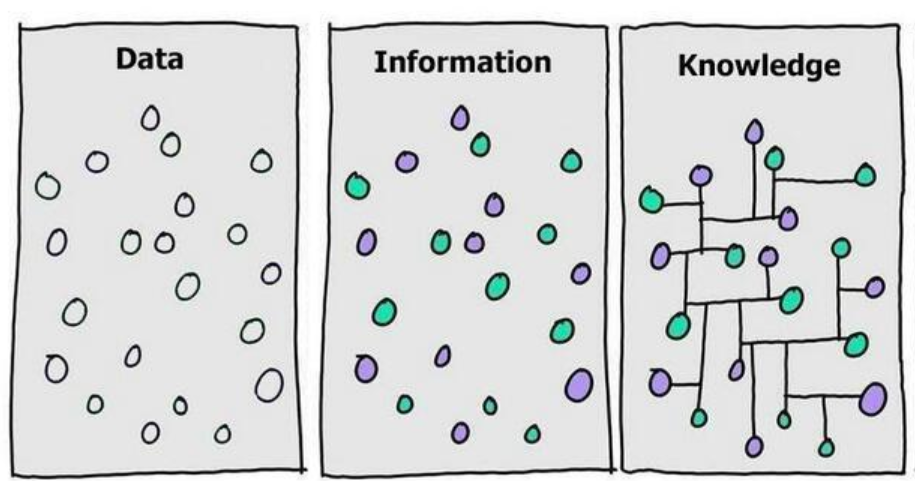 Data
Information
Knowledge